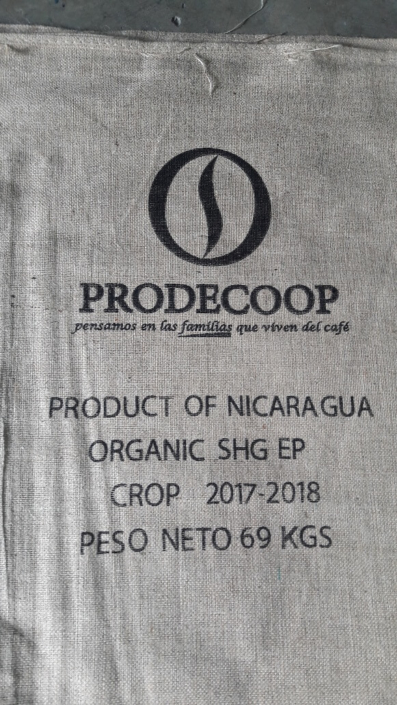 PRODECOOP
pensamos en las familias que viven del café
PRODUCT OF NICARAGUA
ORGANIC SHG EP
CROP 2017-2018
PESO NETO 69 KGS